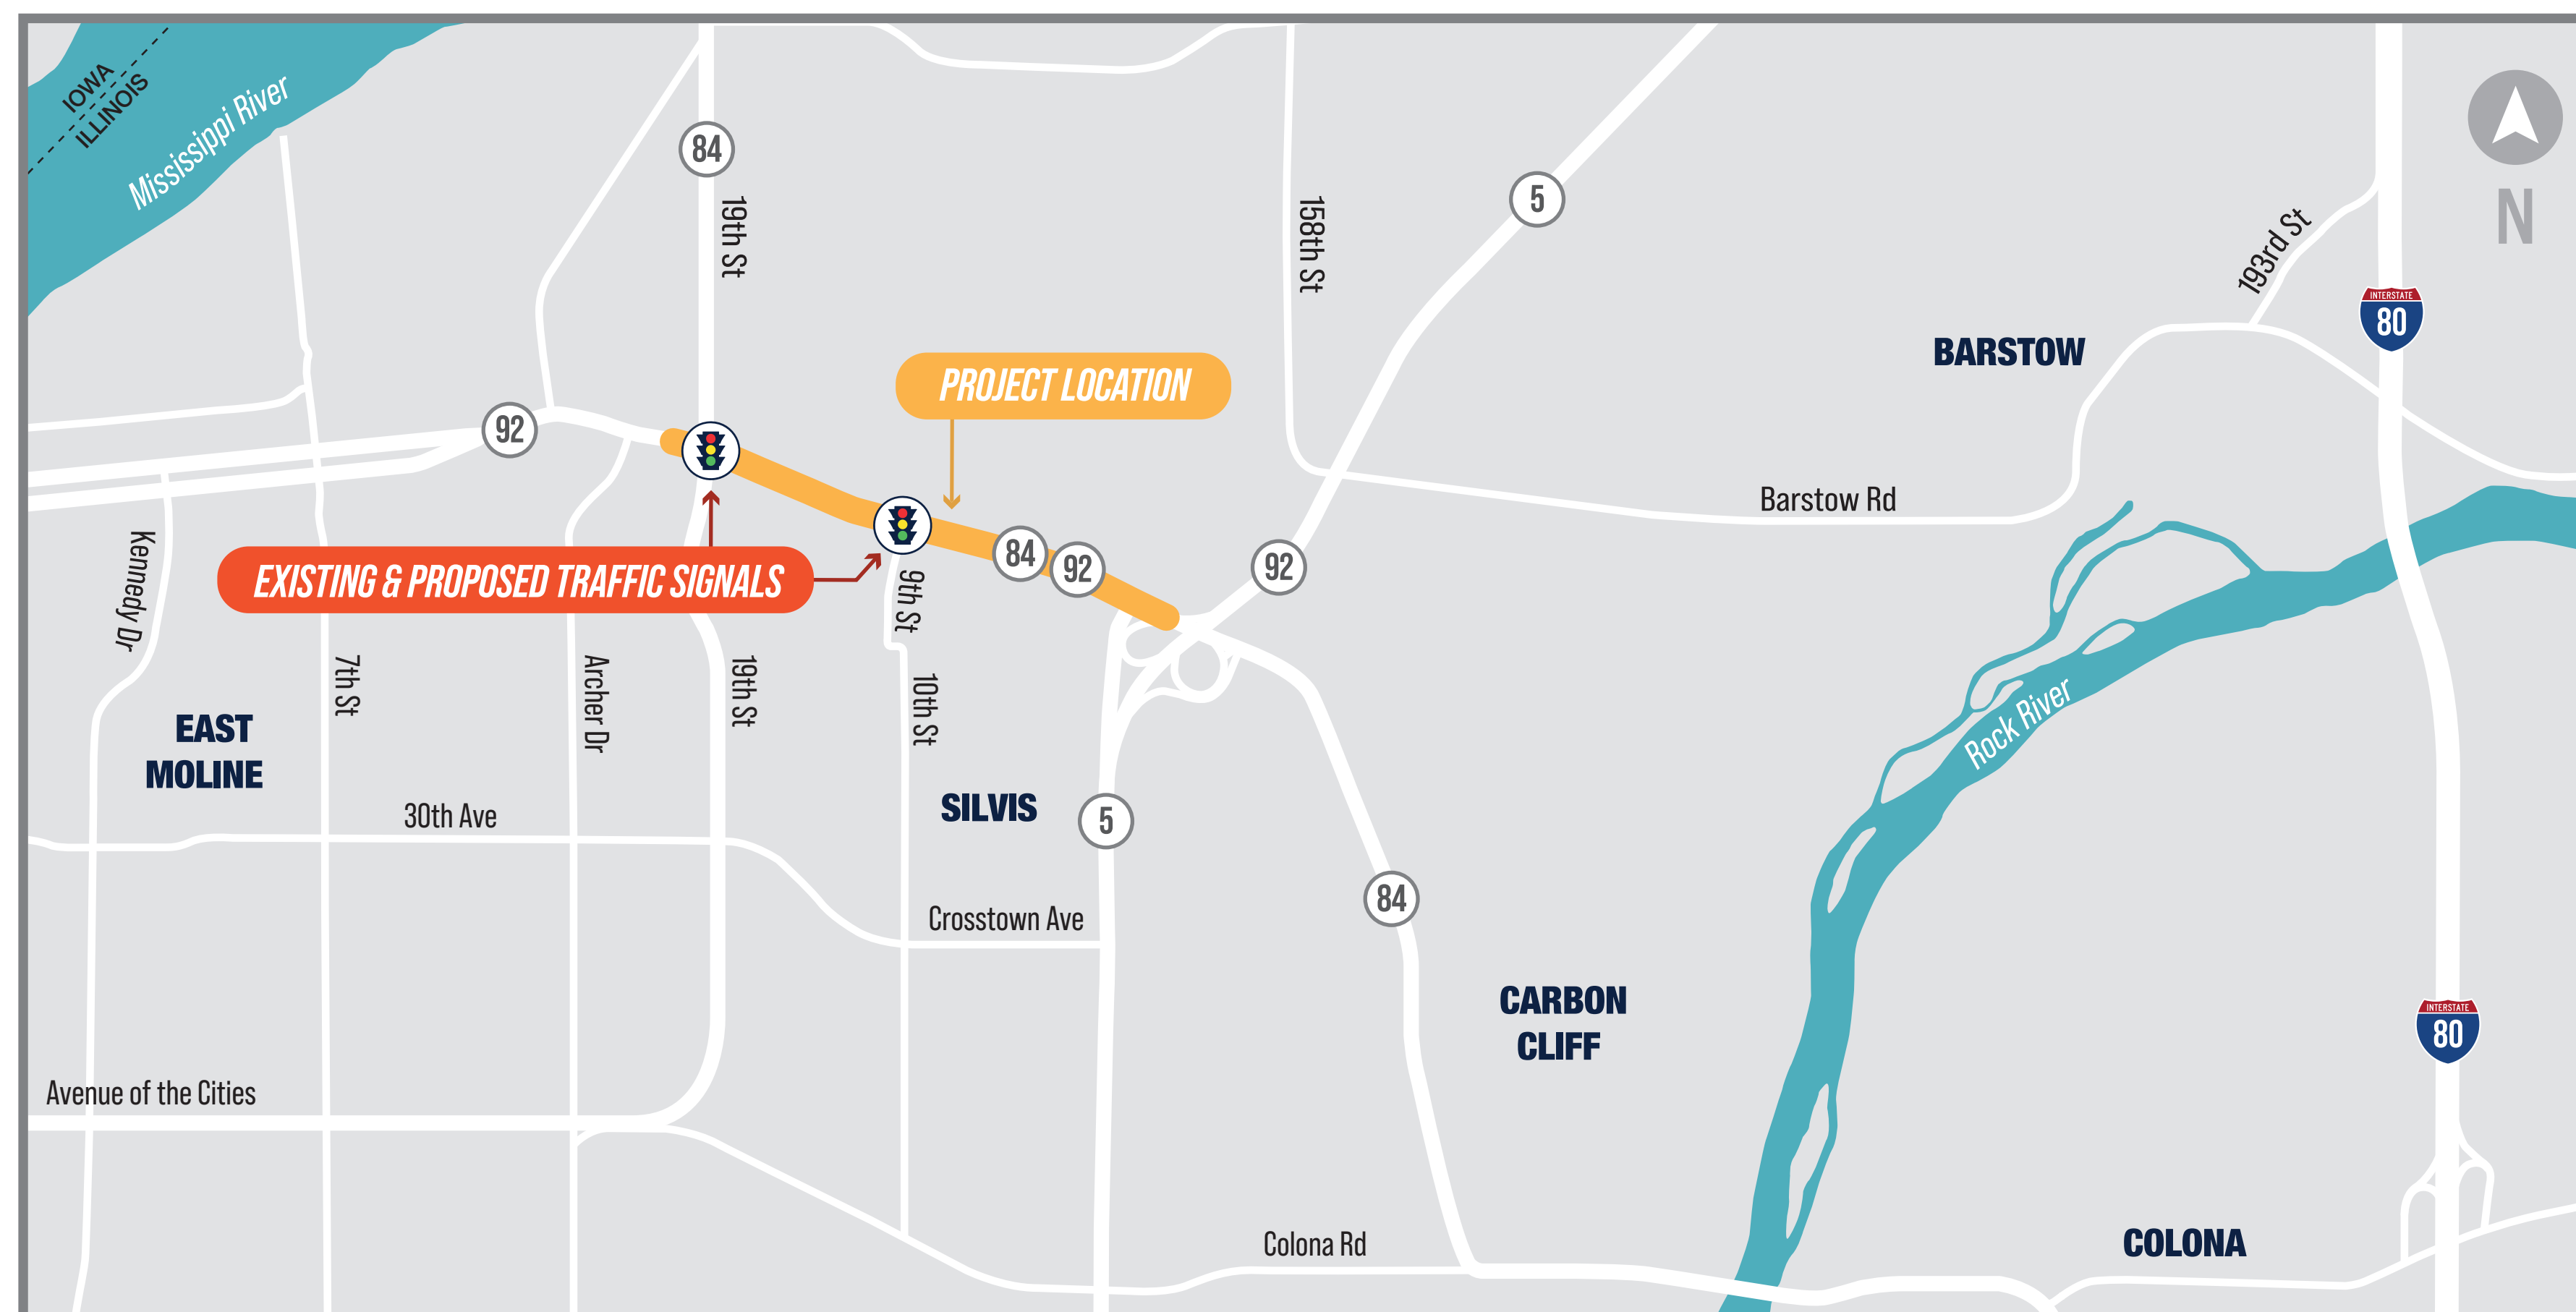 IOWA
ILLINOIS
Mississippi River
84
19th St
158th St
5
N
193rd St
INTERSTATE
80
BARSTOW
PROJECT LOCATION
92
Barstow Rd
Kennedy Dr
EXISTING & PROPOSED TRAFFIC SIGNALS
9th St
84
92
92
7th St
Archer Dr
19th St
10th St
Rock River
EAST
MOLINE
30th Ave
SILVIS
5
84
Crosstown Ave
CARBON
CLIFF
INTERSTATE
80
Avenue of the Cities
Colona Rd
COLONA